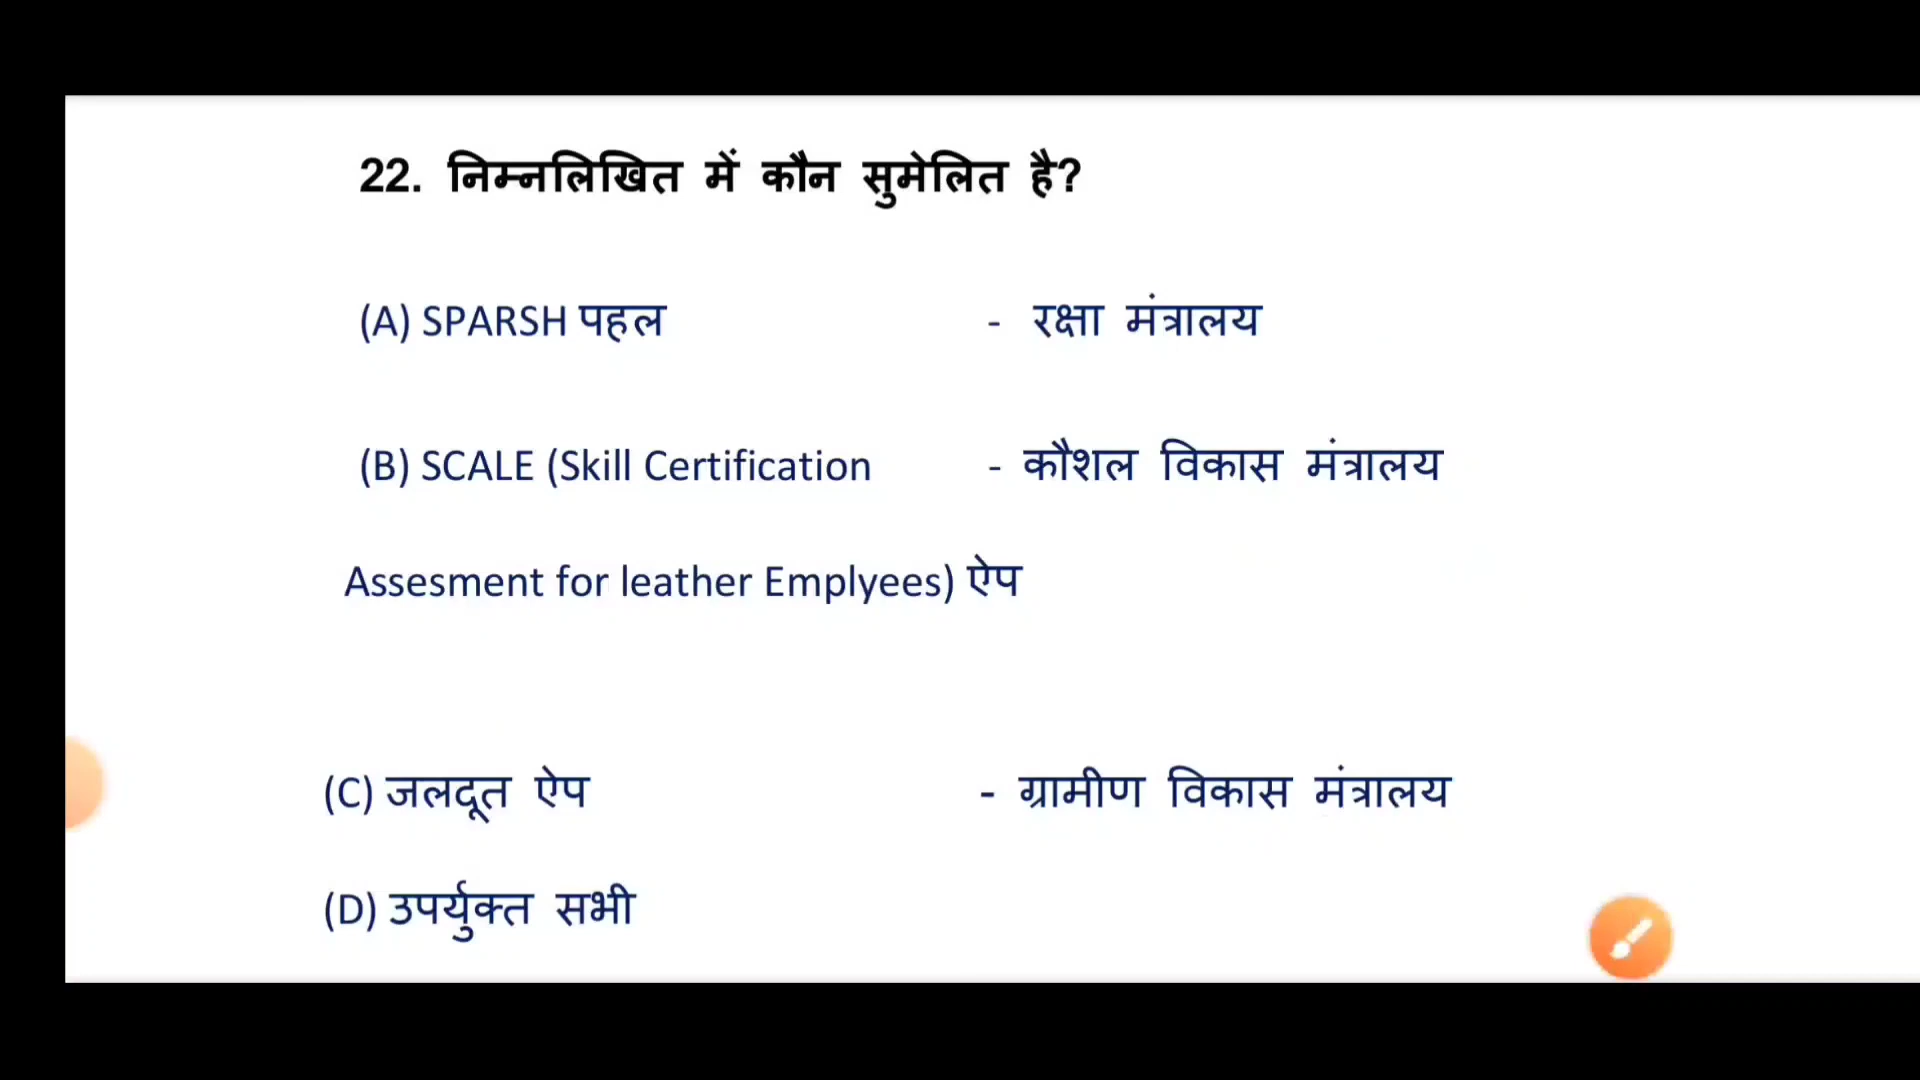 22. निम्नलिखित में कौन सुमेलित है?
(A) SPARSH पहल - रक्षा मंत्रालय
(B) SCALE (Skill Certification - कौशल विकास मंत्रालय
Assesment for leather Emplyees) ऐप
(C) जलदूत ऐप - ग्रामीण विकास मंत्रालय
(D) उपर्युक्त सभी